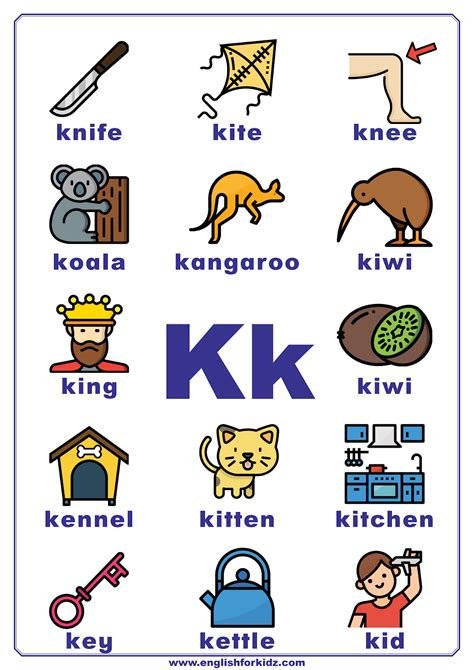 knife
kite
knee
koala
kangaroo
kiwi
king
Kk
kiwi
kennel
kitten
kitchen
key
kettle
kid
www.englishforkidz.com